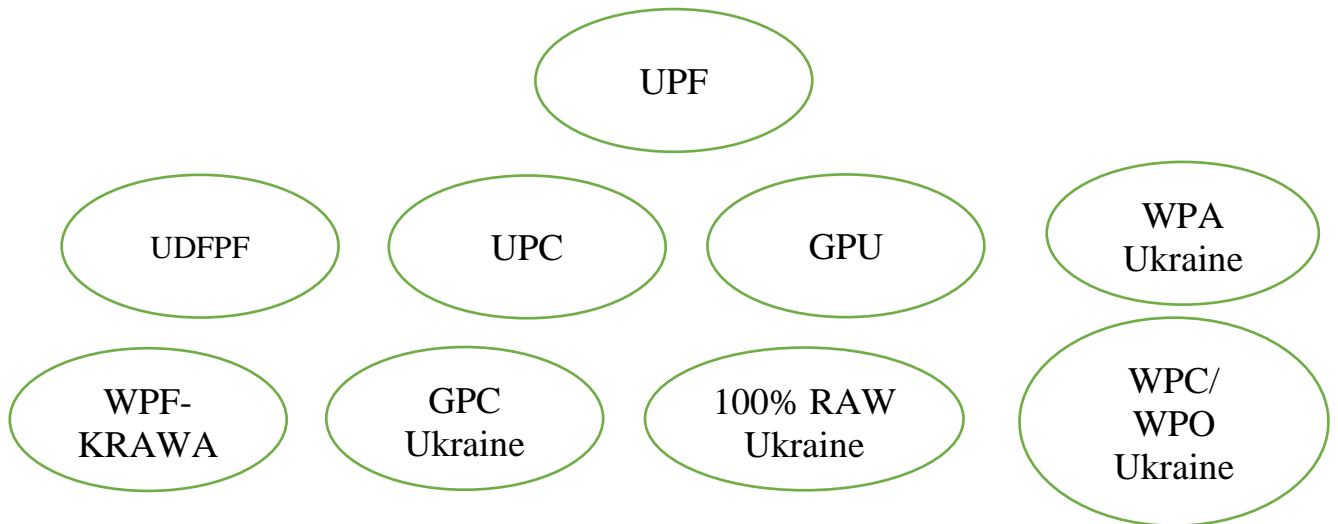 UPF
UDFPF
UPC
GPU
WPA
Ukraine
WPF-
KRAWA
GPC
Ukraine
100% RAW
Ukraine
WPC/
WPO
Ukraine